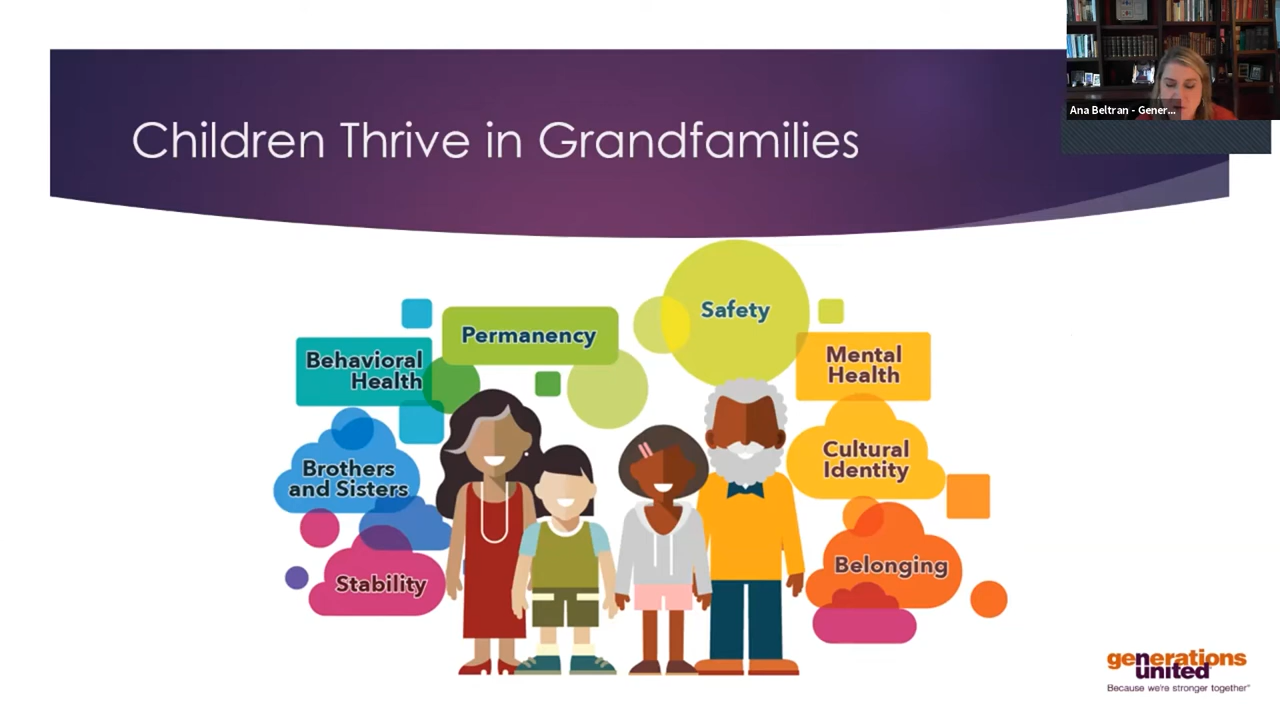 Ana Beltran - Gener...
Children Thrive in Grandfamilies
Safety
Permanency
Mental
Health
Behavioral
Health
Cultural
Identity
Brothers
and Sisters
Belonging
Stability
generations
united
Because we're stronger together®